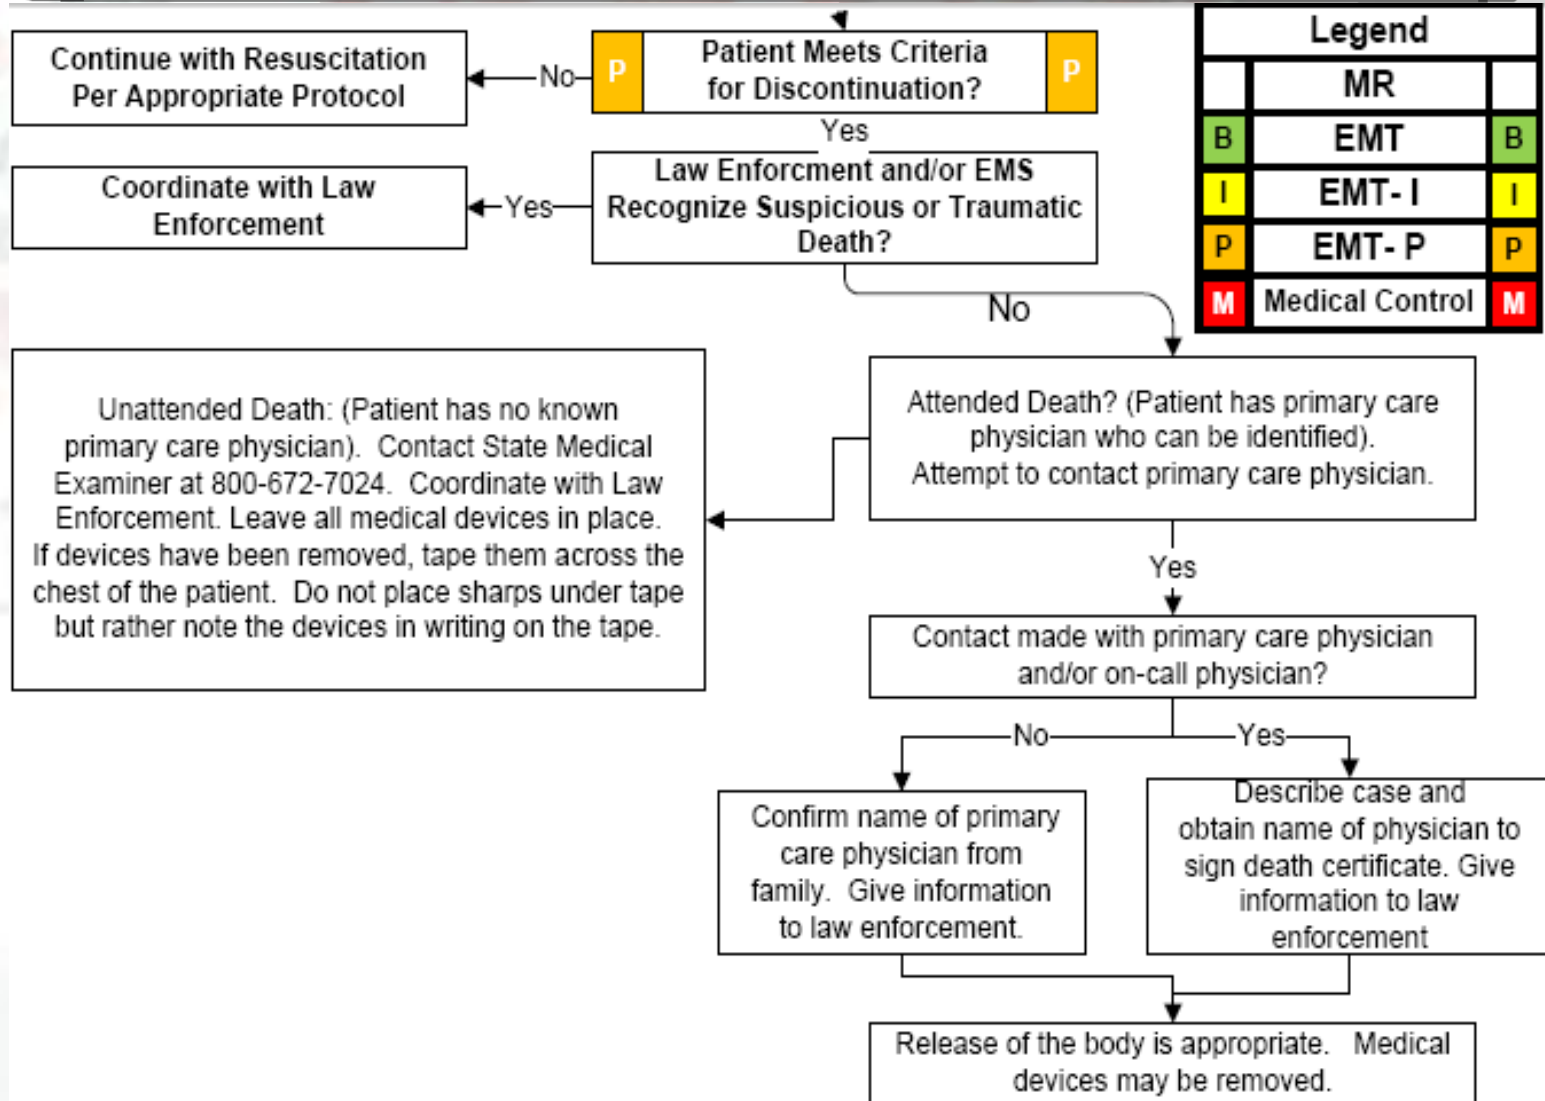 Continue with Resuscitation
Per Appropriate Protocol
No
P
Patient Meets Criteria
for Discontinuation?
P
Yes
Coordinate with Law
Enforcement
Yes
Law Enforcment and/or EMS
Recognize Suspicious or Traumatic
Death?
No
Legend
MR
B EMT B
I EMT- I I
P EMT- P P
M Medical Control M
Unattended Death: (Patient has no known
primary care physician). Contact State Medical
Examiner at 800-672-7024. Coordinate with Law
Enforcement. Leave all medical devices in place.
If devices have been removed, tape them across the
chest of the patient. Do not place sharps under tape
but rather note the devices in writing on the tape.
Attended Death? (Patient has primary care
physician who can be identified).
Attempt to contact primary care physician.
Yes
Contact made with primary care physician
and/or on-call physician?
No
Yes
Confirm name of primary
care physician from
family. Give information
to law enforcement.
Describe case and
obtain name of physician to
sign death certificate. Give
information to law
enforcement
Release of the body is appropriate. Medical
devices may be removed.